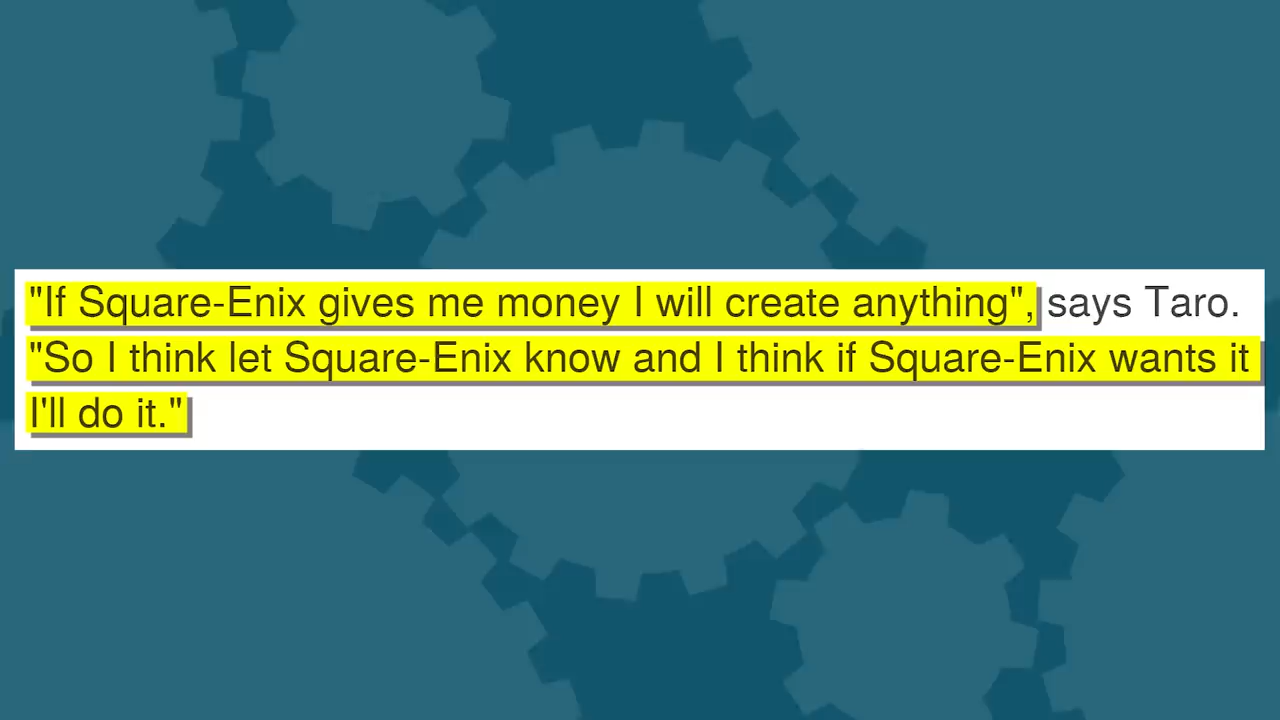 "If Square-Enix gives me money I will create anything", says Taro.
"So I think let Square-Enix know and I think if Square-Enix wants it
I'll do it."